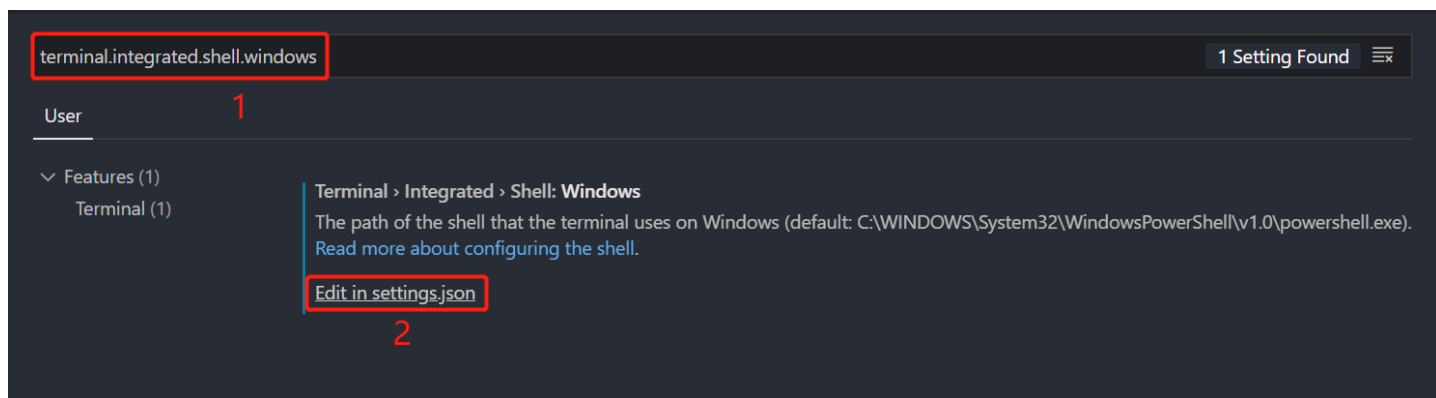 terminal.integrated.shell.windows
1 Setting Found
1
User
Features (1)
Terminal (1)
Terminal › Integrated › Shell: Windows
The path of the shell that the terminal uses on Windows (default: C:\WINDOWS\System32\WindowsPowerShell\v1.0\powershell.exe).
Read more about configuring the shell.
Edit in settings.json
2